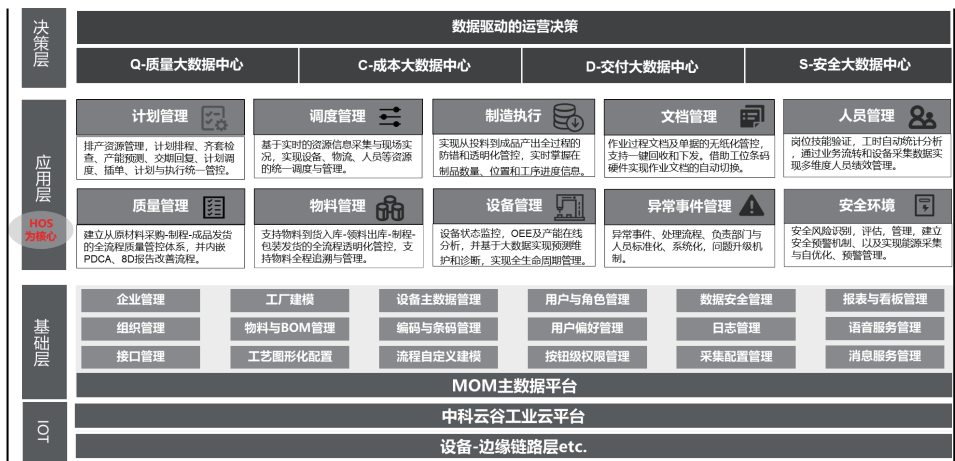 决策层
数据驱动的运营决策
Q-质量大数据中心
C-成本大数据中心
D-交付大数据中心
S-安全大数据中心
应用层
HOS
为核心
计划管理
排产资源管理，计划排程、齐套检
查、产能预测、交期回复、计划调
度、插单、计划与执行统一管控。
调度管理
基于实时的资源信息采集与现场实
况，实现设备、物流、人员等资源
的统一调度与管理。
制造执行
实现从投料到成品产出全过程的
防错和透明化管控，实时掌握在
制品数量、位置和工序进度信息。
文档管理
作业过程文档及单据的无纸化管控，
支持一键回收和下发。借助工位条码
硬件实现作业文档的自动切换。
人员管理
岗位技能验证，工时自动统计分析
，通过业务流转和设备采集数据实
现多维度人员绩效管理。
质量管理
建立从原材料采购-制程-成品发货
的全流程质量管控体系，并内嵌
PDCA、8D报告改善流程。
物料管理
支持物料到货入库-领料出库-制程-
包装发货的全流程透明化管控，支
持物料全程追溯与管理。
设备管理
设备状态监控，OEE及产能在线
分析，并基于大数据实现预测维
护和诊断，实现全生命周期管理。
异常事件管理
异常事件、处理流程、负责部门与
人员标准化、系统化，问题升级机
制。
安全环境
安全风险识别，评估，管理，建立
安全预警机制、以及实现能源采集
与自优化、预警管理。
基础层
企业管理
工厂建模
设备主数据管理
用户与角色管理
数据安全管理
报表与看板管理
组织管理
物料与BOM管理
编码与条码管理
用户偏好管理
日志管理
语音服务管理
接口管理
工艺图形化配置
流程自定义建模
按钮级权限管理
采集配置管理
消息服务管理
MOM主数据平台
IOT
中科云谷工业云平台
设备-边缘链路层etc.